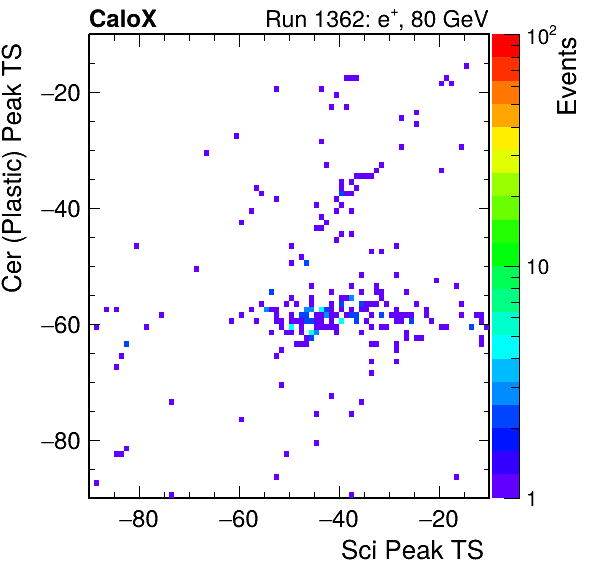 CaloX
Run 1362: e+, 80 GeV
Cer (Plastic) Peak TS
−20
−40
−60
−80
−80
−60
−40
−20
Sci Peak TS
10²
10
1
Events